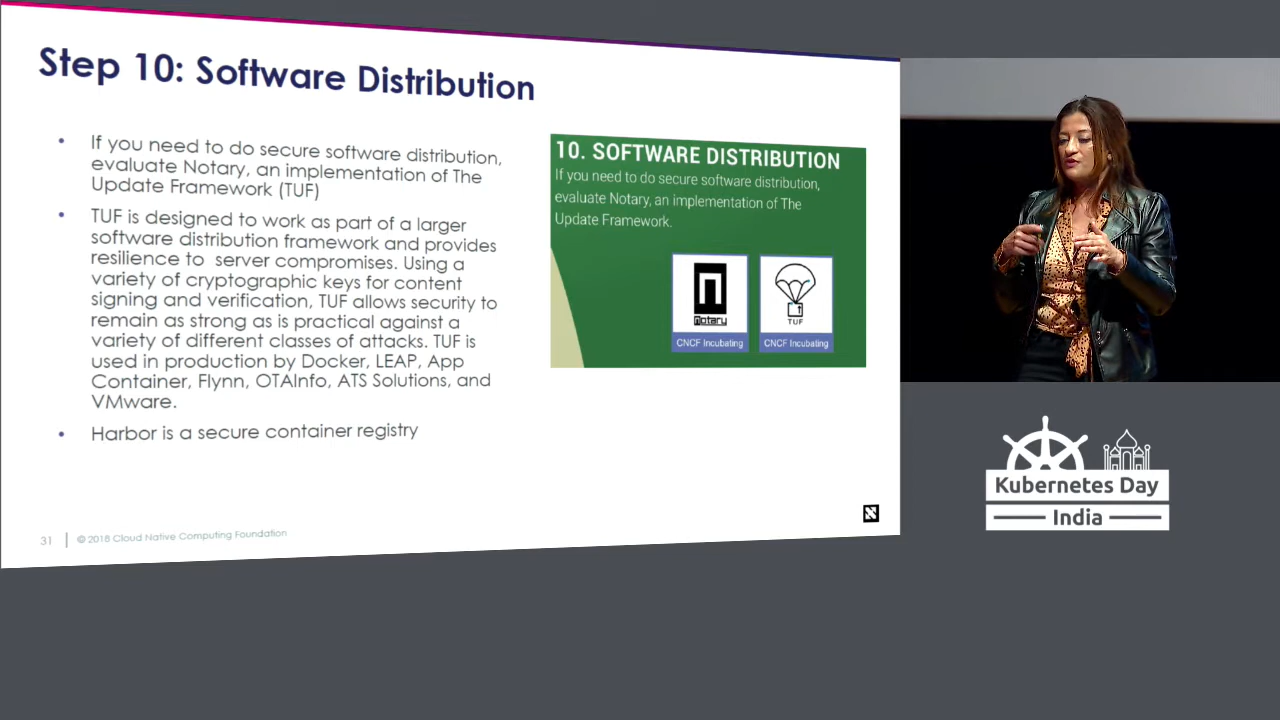 Step 10: Software Distribution
• If you need to do secure software distribution,
evaluate Notary, an implementation of The
Update Framework (TUF)
• TUF is designed to work as part of a larger
software distribution framework and provides
resilience to server compromises. Using a
variety of cryptographic keys for content
signing and verification, TUF allows security to
remain as strong as is practical against a
variety of different classes of attacks. TUF is
used in production by Docker, LEAP, App
Container, Flynn, OTAInfo, ATS Solutions, and
VMware.
• Harbor is a secure container registry
10. SOFTWARE DISTRIBUTION
If you need to do secure software distribution,
evaluate Notary, an implementation of The
Update Framework.
notary
CNCF Incubating
TUF
CNCF Incubating
31 | © 2018 Cloud Native Computing Foundation
Kubernetes Day
India